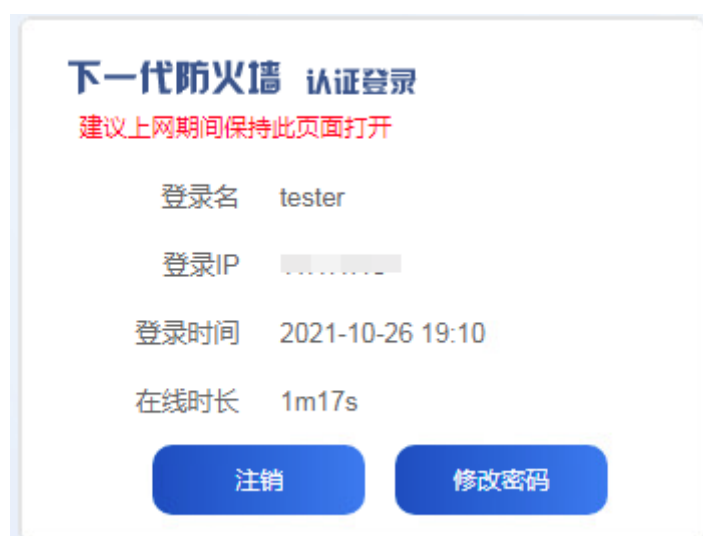 下一代防火墙 认证登录
建议上网期间保持此页面打开
登录名 tester
登录IP
登录时间 2021-10-26 19:10
在线时长 1m17s
注销 修改密码